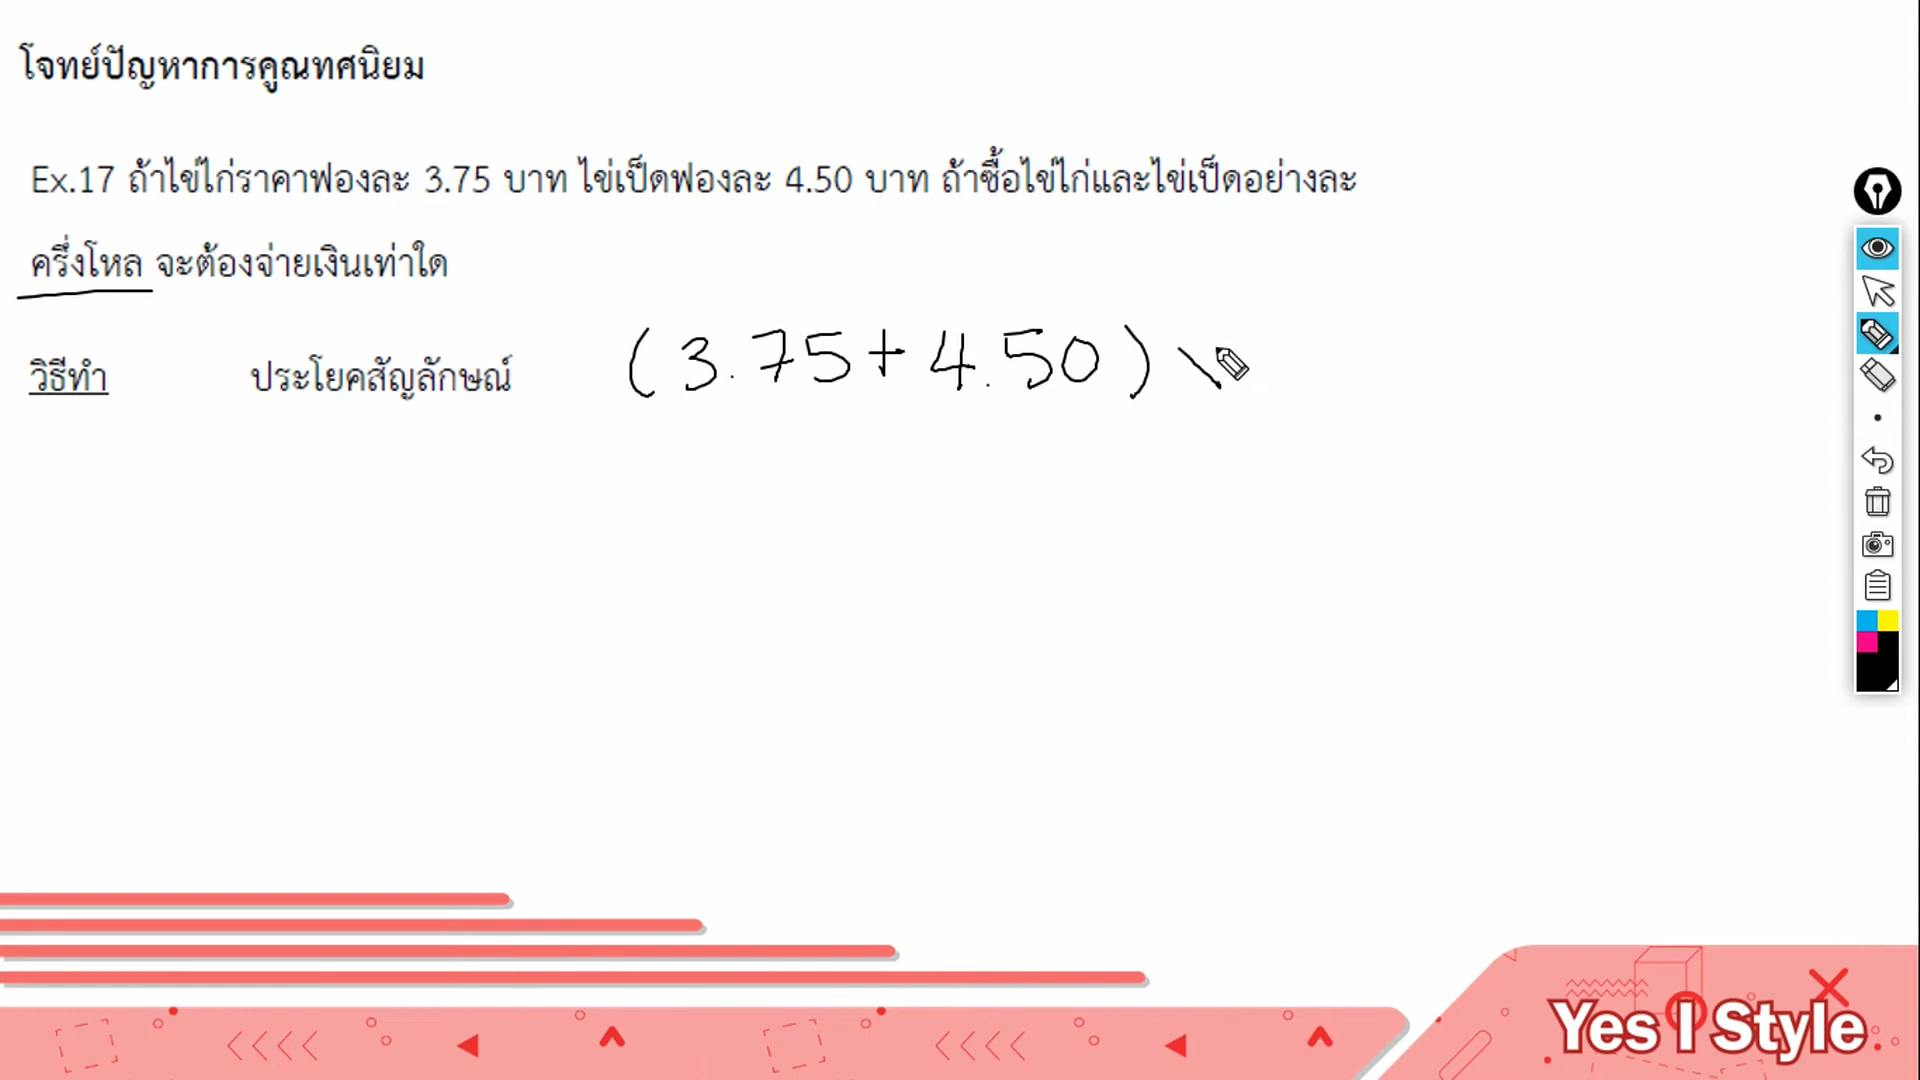 โจทย์ปัญหาการคูณทศนิยม
Ex.17 ถ้าไข่ไก่ราคาฟองละ 3.75 บาท ไข่เป็ดฟองละ 4.50 บาท ถ้าซื้อไข่ไก่และไข่เป็ดอย่างละ
ครึ่งโหล จะต้องจ่ายเงินเท่าใด
วิธีทำ ประโยคสัญลักษณ์ (3.75+4.50)
Yes I Style